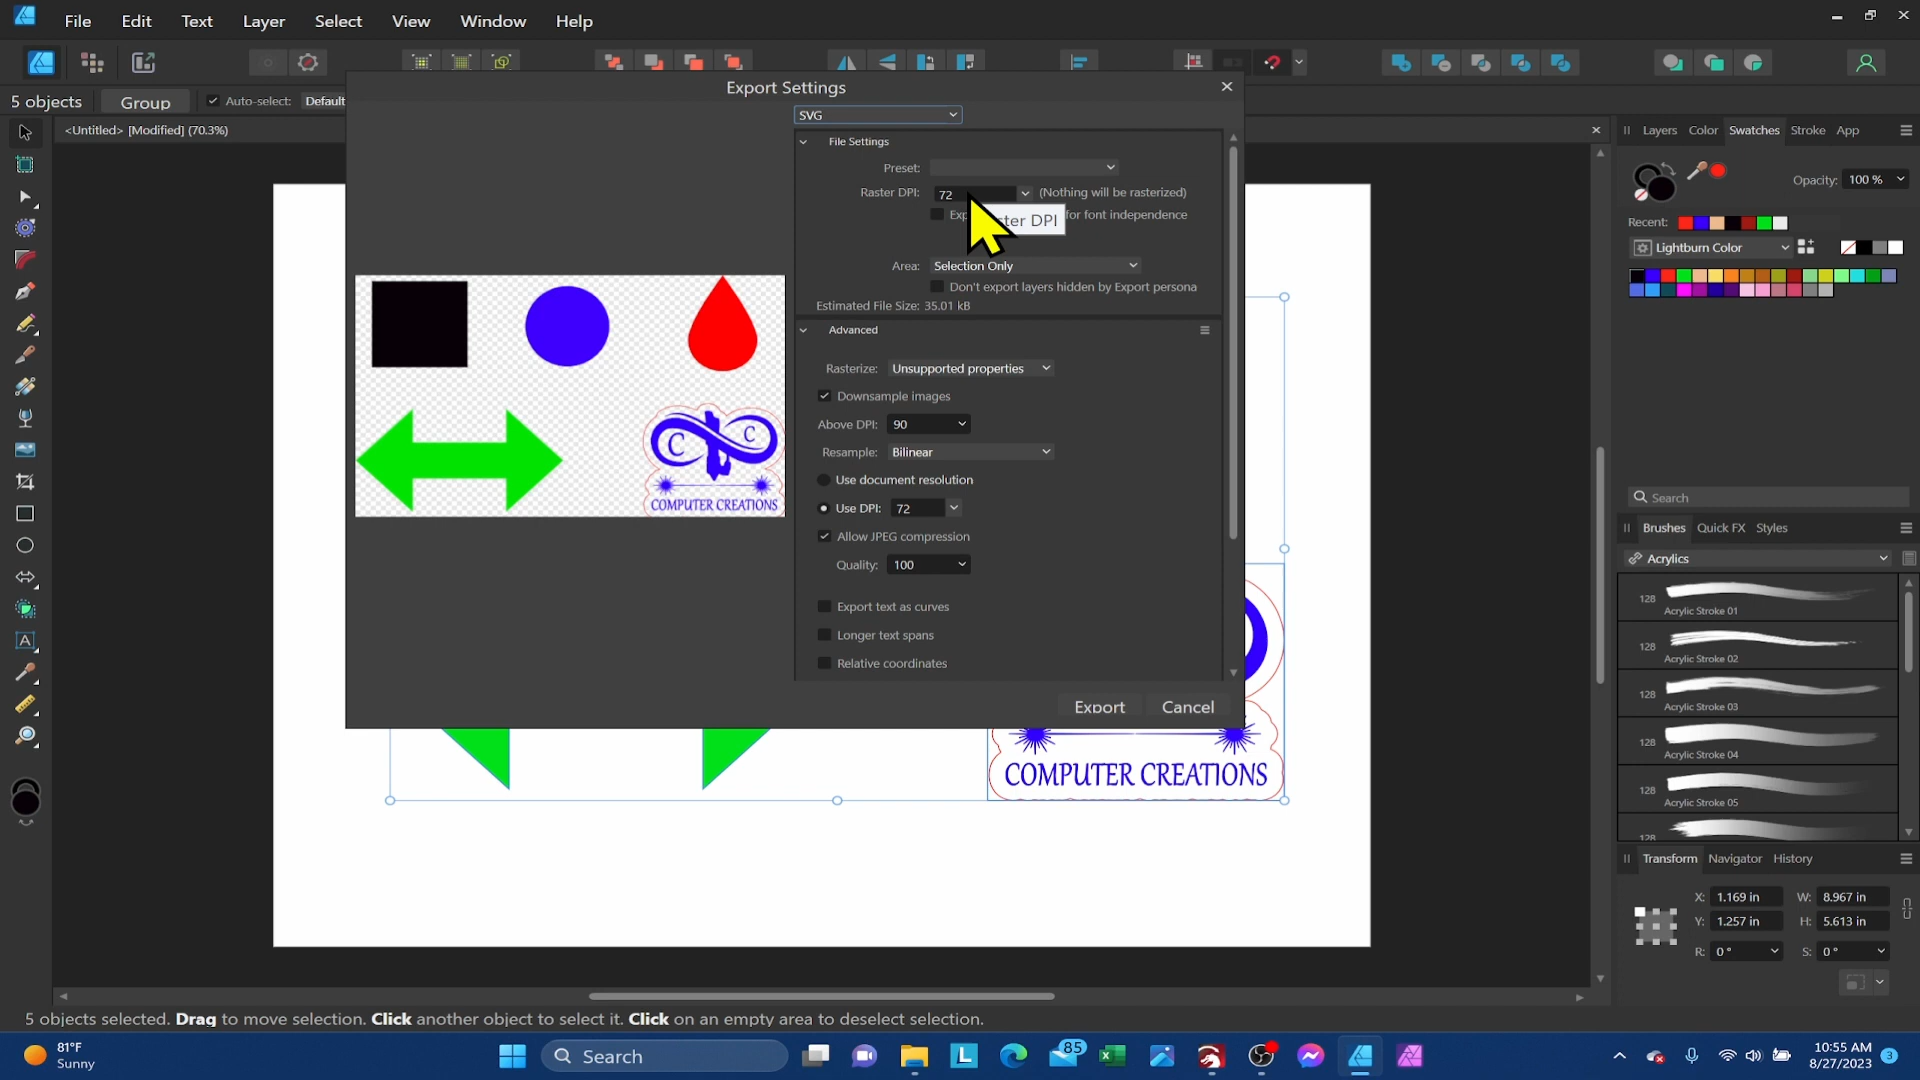 File Edit Text Layer Select View Window Help
5 objects Group Auto-select: Default
<Untitled> [Modified] (70.3%)
Export Settings
SVG
File Settings
Preset:
Raster DPI: 72 (Nothing will be rasterized)
for font independence
Raster DPI
Area: Selection Only
Don't export layers hidden by Export persona
Estimated File Size: 35.01 kB
Advanced
Rasterize: Unsupported properties
Downsample images
Above DPI: 90
Resample: Bilinear
Use document resolution
Use DPI: 72
Allow JPEG compression
Quality: 100
Export text as curves
Longer text spans
Relative coordinates
Export Cancel
C C
COMPUTER CREATIONS
COMPUTER CREATIONS
Layers Color Swatches Stroke App
Opacity: 100 %
Recent:
Lightburn Color
Search
Brushes Quick FX Styles
Acrylics
128 Acrylic Stroke 01
128 Acrylic Stroke 02
128 Acrylic Stroke 03
128 Acrylic Stroke 04
128 Acrylic Stroke 05
128
Transform Navigator History
X: 1.169 in W: 8.967 in
Y: 1.257 in H: 5.613 in
R: 0° S: 0°
5 objects selected. Drag to move selection. Click another object to select it. Click on an empty area to deselect selection.
81°F
Sunny
Search
L
85
10:55 AM
8/27/2023
3